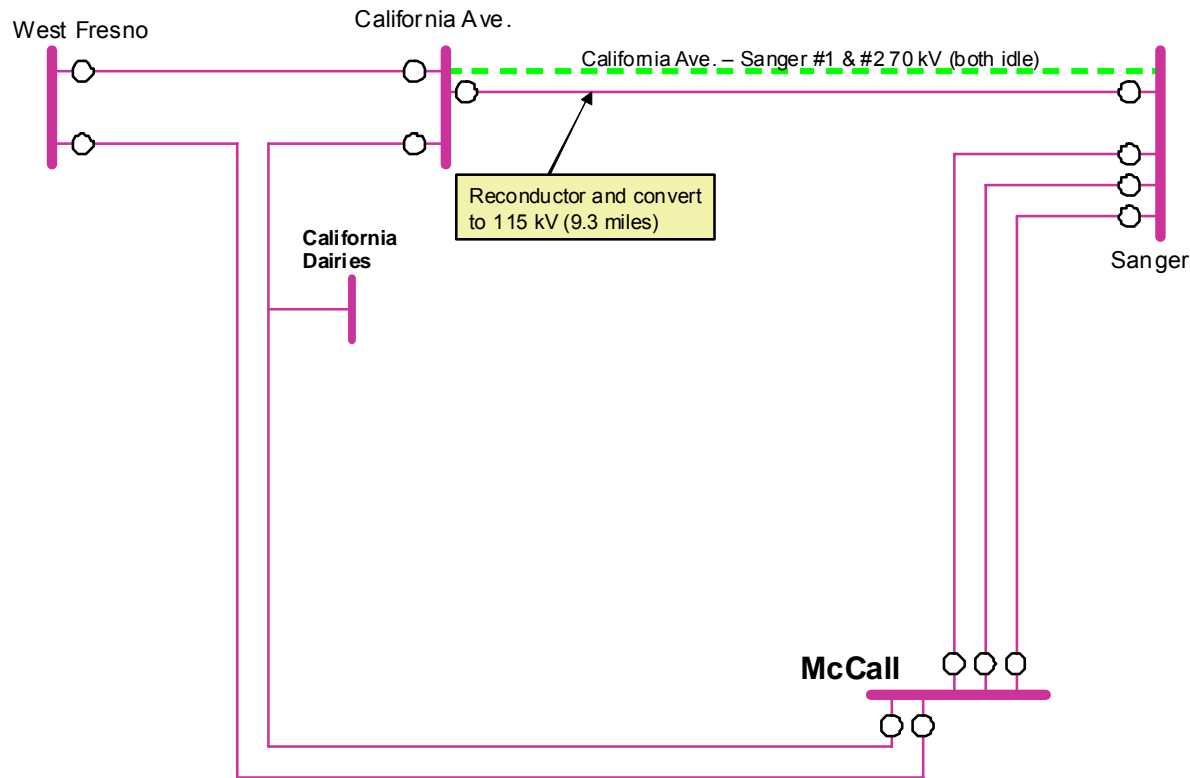 West Fresno
California Ave.
California Ave. – Sanger #1 & #2 70 kV (both idle)
Reconductor and convert
to 115 kV (9.3 miles)
California
Dairies
Sanger
McCall